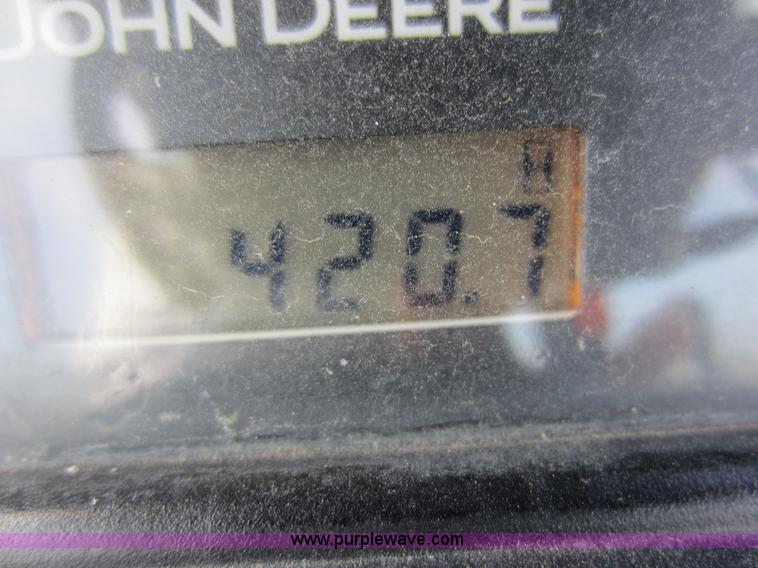 JOHN DEERE
H
420.7
www.purplewave.com